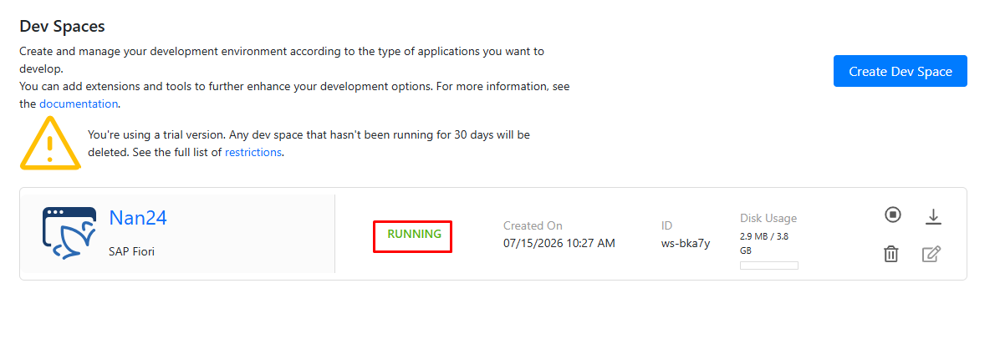 Dev Spaces
Create and manage your development environment according to the type of applications you want to
develop.
You can add extensions and tools to further enhance your development options. For more information, see
the documentation.
Create Dev Space
You're using a trial version. Any dev space that hasn't been running for 30 days will be
deleted. See the full list of restrictions.
Nan24
SAP Fiori
RUNNING
Created On
07/15/2026 10:27 AM
ID
ws-bka7y
Disk Usage
2.9 MB / 3.8
GB